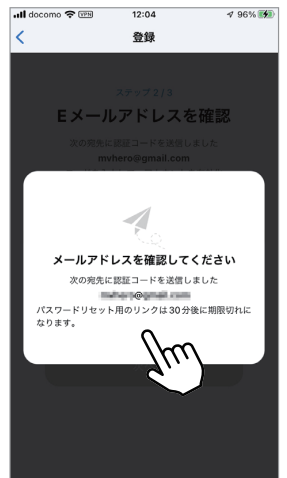 docomo VPN 12:04 96%
登録
ステップ 2 / 3
Eメールアドレスを確認
次の宛先に認証コードを送信しました
mvhero@gmail.com
メールアドレスを確認してください
次の宛先に認証コードを送信しました
パスワードリセット用のリンクは30分後に期限切れに
なります。